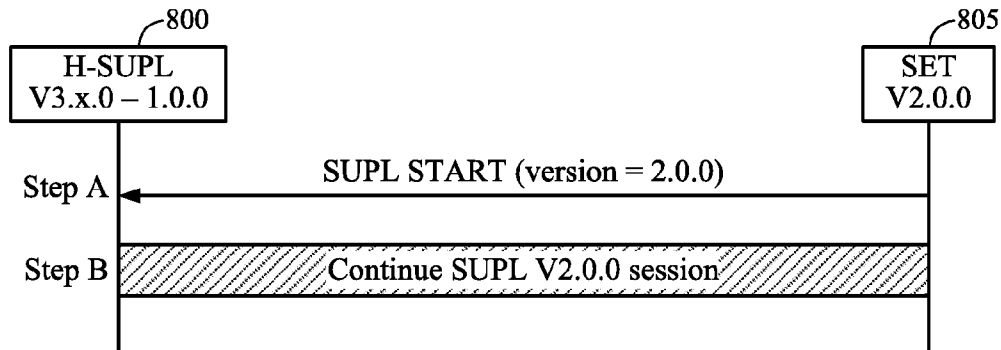 800
805
H-SUPL
V3.x.0 – 1.0.0
SET
V2.0.0
SUPL START (version = 2.0.0)
Step A
Step B
Continue SUPL V2.0.0 session